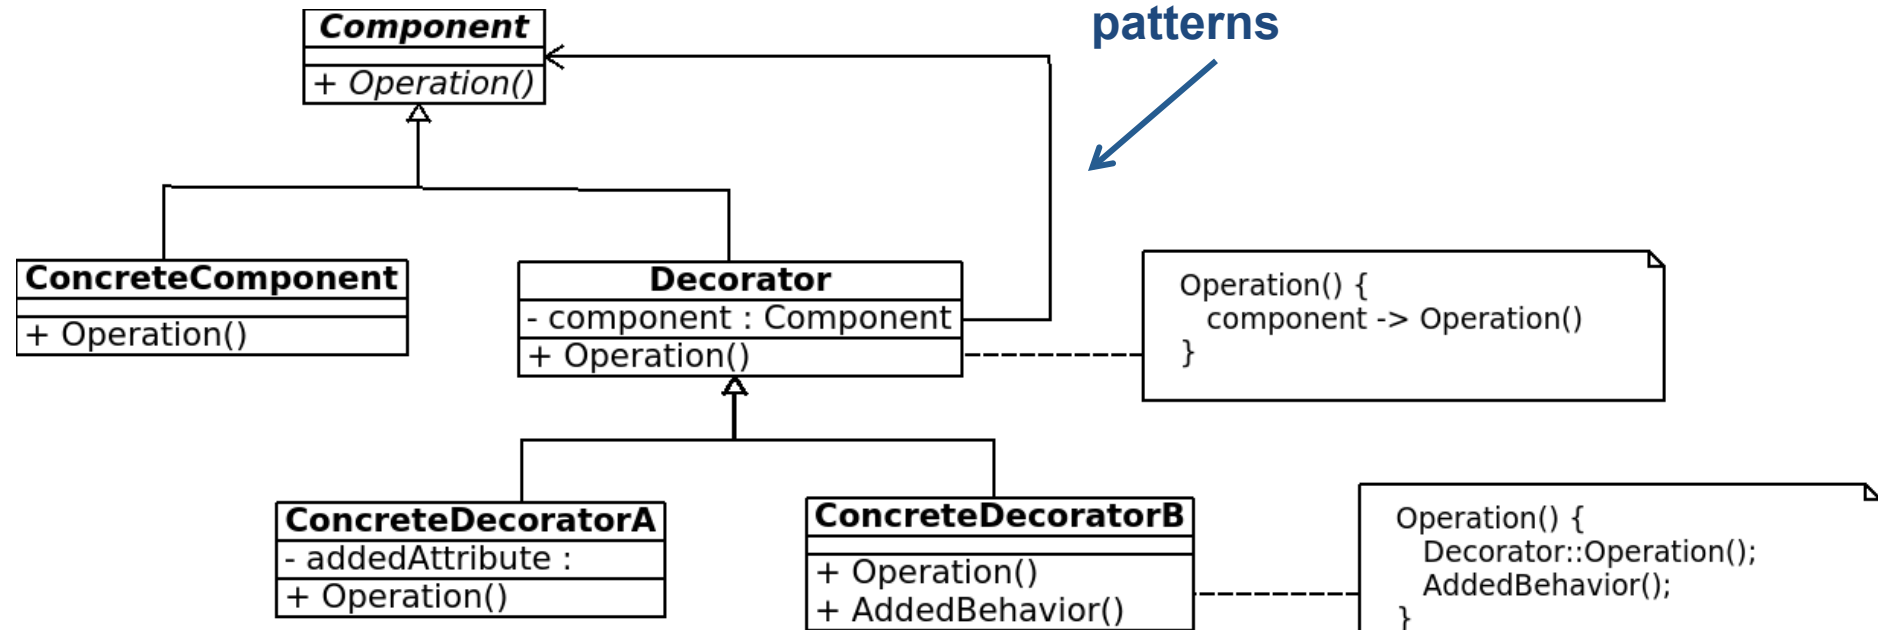 patterns
Component
+ Operation()
ConcreteComponent
+ Operation()
Decorator
- component : Component
+ Operation()
Operation() {
component -> Operation()
}
ConcreteDecoratorA
- addedAttribute :
+ Operation()
ConcreteDecoratorB
+ Operation()
+ AddedBehavior()
Operation() {
Decorator::Operation();
AddedBehavior();
}